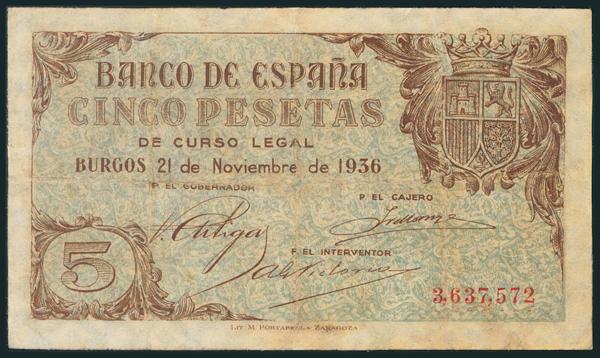 BANCO DE ESPAÑA
CINCO PESETAS
DE CURSO LEGAL
BURGOS 21 de Noviembre de 1936
P. EL GOBERNADOR
P. EL CAJERO
P. EL INTERVENTOR
5
3,637,572
LIT M. PORTABELLA ZARAGOZA